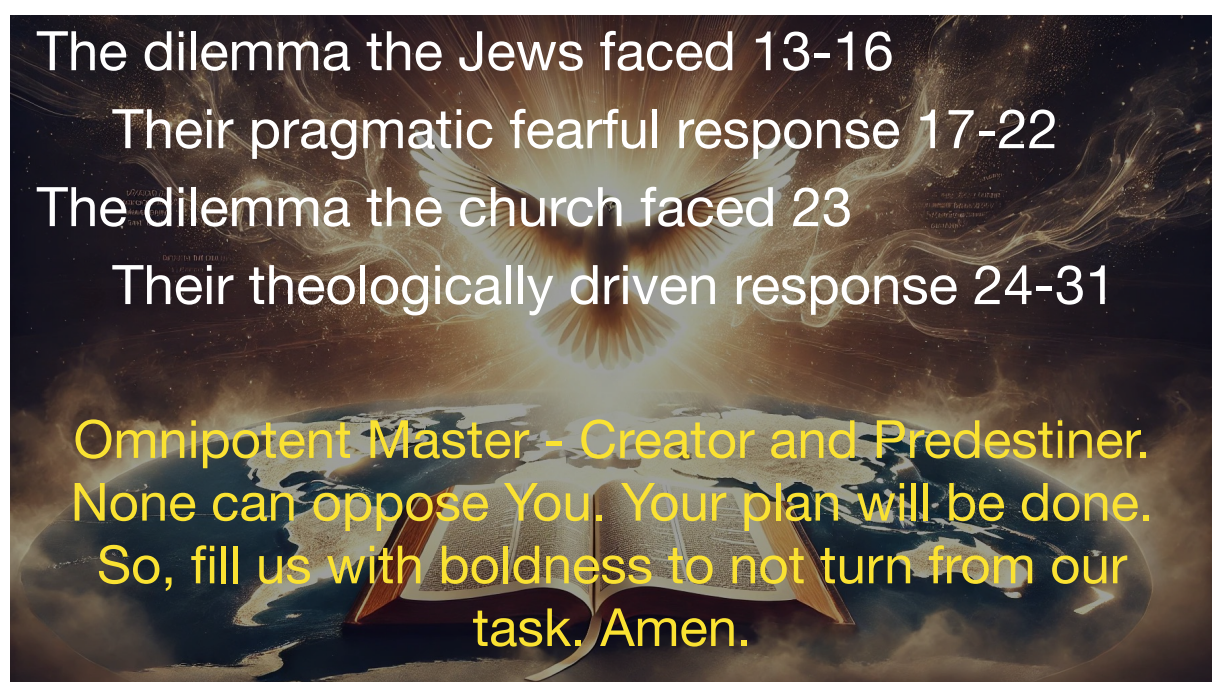 The dilemma the Jews faced 13-16
Their pragmatic fearful response 17-22
The dilemma the church faced 23
Their theologically driven response 24-31
Omnipotent Master - Creator and Predestiner.
None can oppose You. Your plan will be done.
So, fill us with boldness to not turn from our
task. Amen.